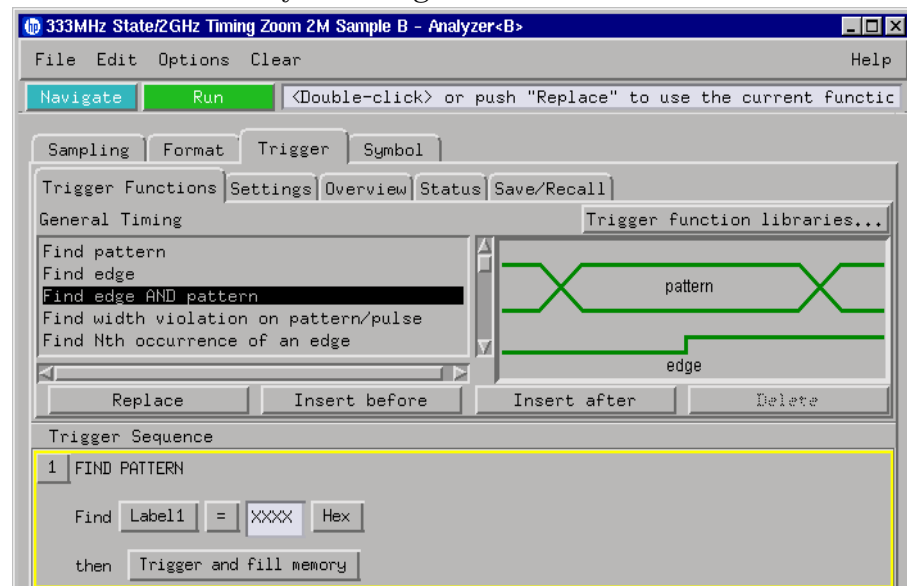 hp 333MHz State/2GHz Timing Zoom 2M Sample B - Analyzer<B>
File Edit Options Clear Help
Navigate Run <Double-click> or push "Replace" to use the current functic
Sampling Format Trigger Symbol
Trigger Functions Settings Overview Status Save/Recall
General Timing Trigger function libraries...
Find pattern
Find edge
Find edge AND pattern
Find width violation on pattern/pulse
Find Nth occurrence of an edge
pattern
edge
Replace Insert before Insert after Delete
Trigger Sequence
1 FIND PATTERN
Find Label1 = XXXX Hex
then Trigger and fill memory